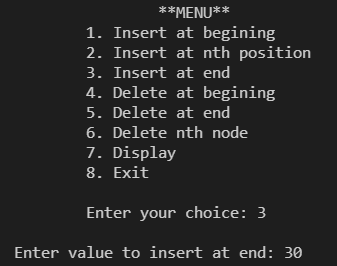 **MENU**
1. Insert at begining
2. Insert at nth position
3. Insert at end
4. Delete at begining
5. Delete at end
6. Delete nth node
7. Display
8. Exit
Enter your choice: 3
Enter value to insert at end: 30